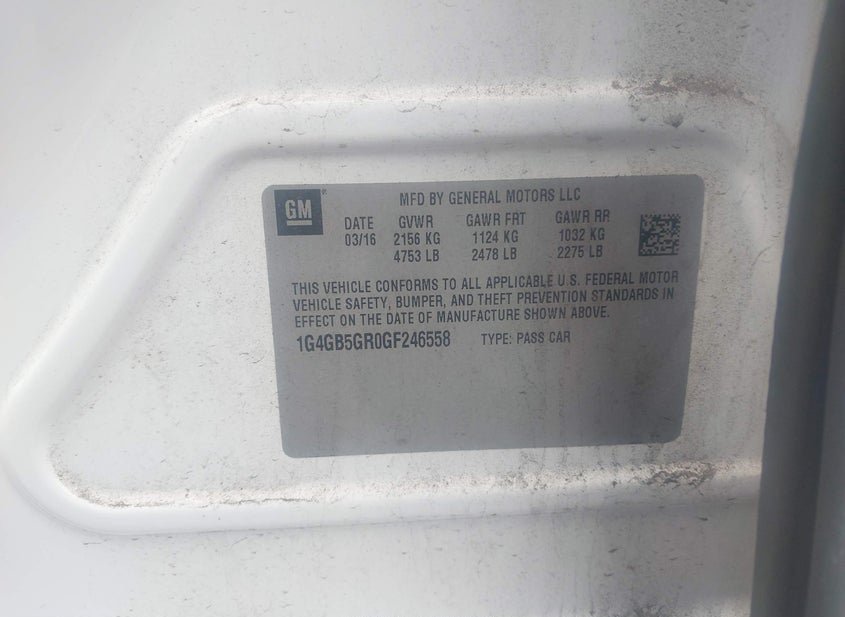 GM®
MFD BY GENERAL MOTORS LLC
DATE GVWR GAWR FRT GAWR RR
03/16 2156 KG 1124 KG 1032 KG
4753 LB 2478 LB 2275 LB
THIS VEHICLE CONFORMS TO ALL APPLICABLE U.S. FEDERAL MOTOR
VEHICLE SAFETY, BUMPER, AND THEFT PREVENTION STANDARDS IN
EFFECT ON THE DATE OF MANUFACTURE SHOWN ABOVE.
1G4GB5GR0GF246558 TYPE: PASS CAR